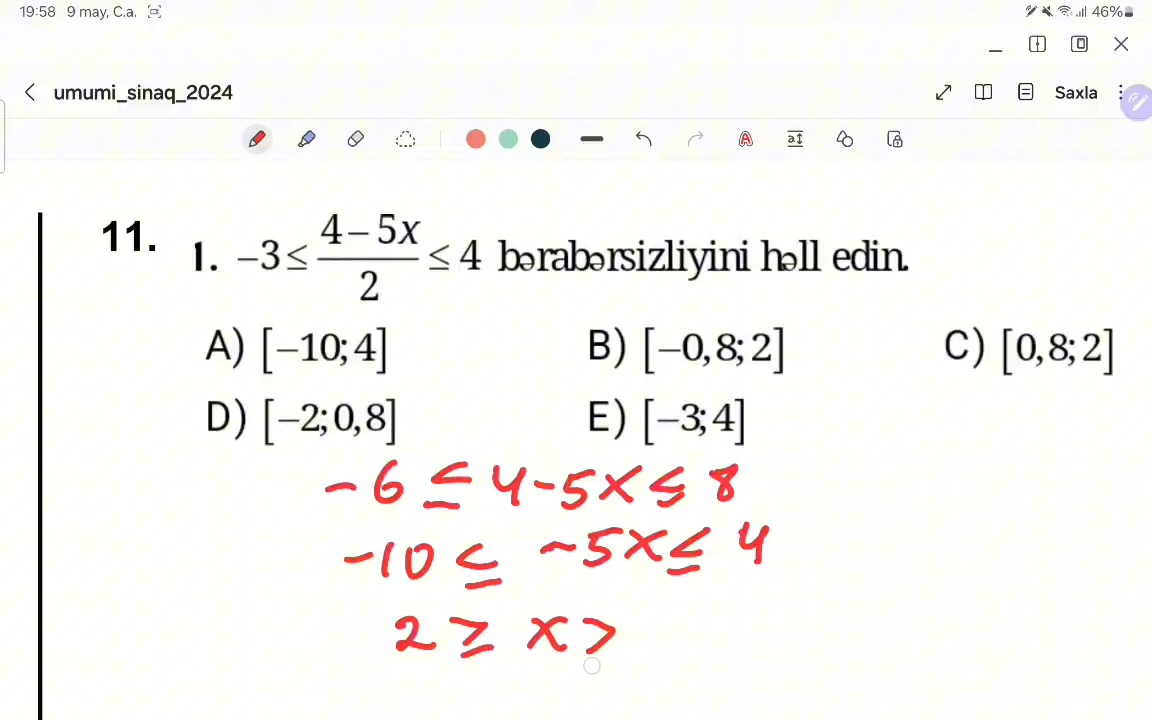 19:58 9 may, C.a. 46%
umumi_sinaq_2024 Saxla
11. 1. −3 ≤ (4 − 5x)/2 ≤ 4 bərabərsizliyini həll edin.
A) [−10; 4] B) [−0,8; 2] C) [0,8; 2]
D) [−2; 0,8] E) [−3; 4]
-6 ≤ 4-5x ≤ 8
-10 ≤ -5x ≤ 4
2 ≥ x >